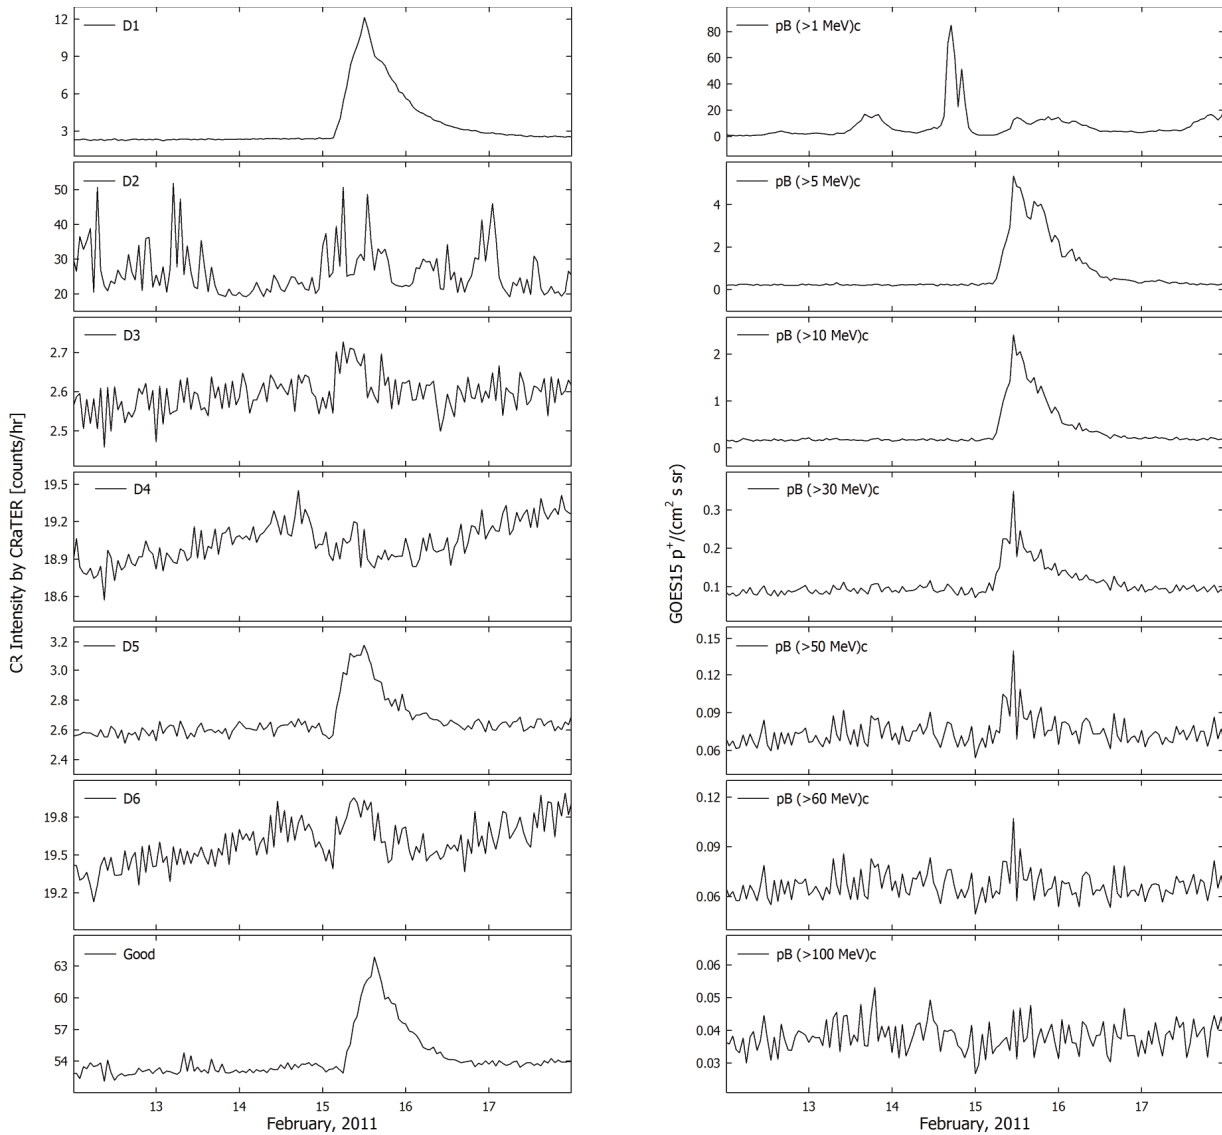 CR Intensity by CRaTER [counts/hr]
D1
12
9
6
3
D2
50
40
30
20
D3
2.7
2.6
2.5
D4
19.5
19.2
18.9
18.6
D5
3.2
3.0
2.8
2.6
2.4
D6
19.8
19.5
19.2
Good
63
60
57
54
13 14 15 16 17
February, 2011
GOES15 p⁺/(cm² s sr)
pB (>1 MeV)c
80
60
40
20
0
pB (>5 MeV)c
4
2
0
pB (>10 MeV)c
2
1
0
pB (>30 MeV)c
0.3
0.2
0.1
pB (>50 MeV)c
0.15
0.12
0.09
0.06
pB (>60 MeV)c
0.12
0.09
0.06
pB (>100 MeV)c
0.06
0.05
0.04
0.03
13 14 15 16 17
February, 2011